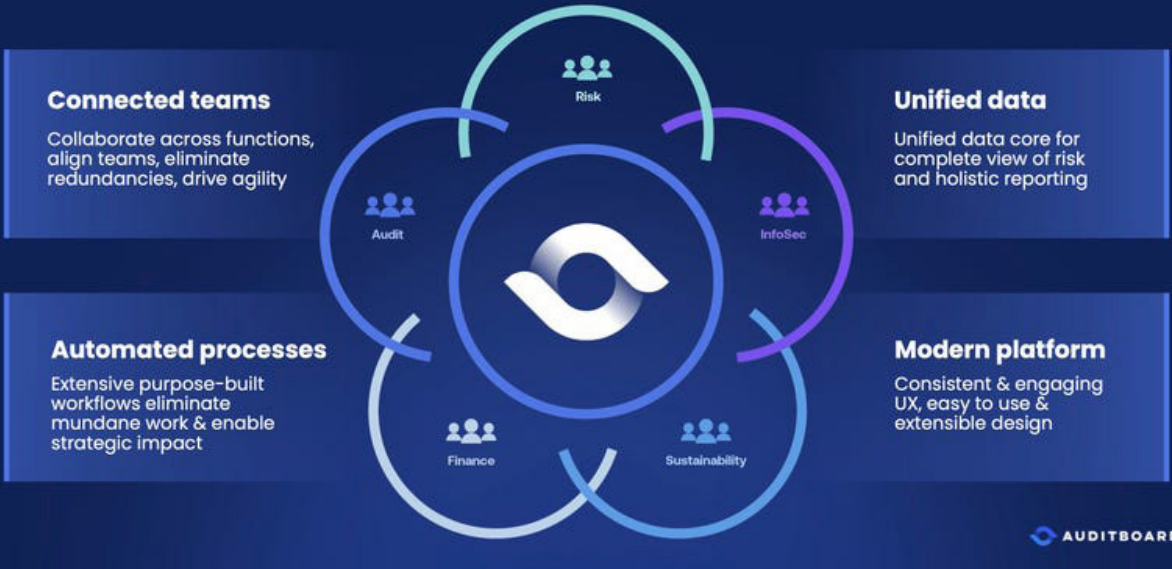 Connected teams
Collaborate across functions,
align teams, eliminate
redundancies, drive agility
Automated processes
Extensive purpose-built
workflows eliminate
mundane work & enable
strategic impact
Risk
Audit
InfoSec
Finance
Sustainability
Unified data
Unified data core for
complete view of risk
and holistic reporting
Modern platform
Consistent & engaging
UX, easy to use &
extensible design
AUDITBOARD